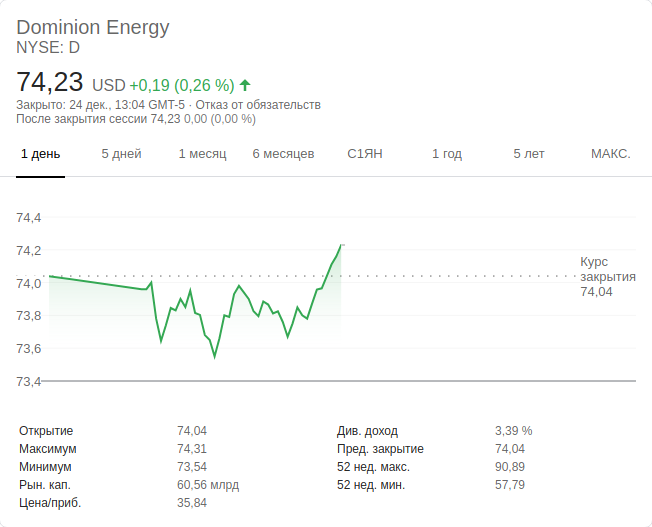 Dominion Energy
NYSE: D
74,23 USD +0,19 (0,26 %)
Закрыто: 24 дек., 13:04 GMT-5 · Отказ от обязательств
После закрытия сессии 74,23 0,00 (0,00 %)
1 день 5 дней 1 месяц 6 месяцев С1ЯН 1 год 5 лет МАКС.
74,4
74,2
74,0
73,8
73,6
73,4
Курс
закрытия
74,04
Открытие 74,04 Див. доход 3,39 %
Максимум 74,31 Пред. закрытие 74,04
Минимум 73,54 52 нед. макс. 90,89
Рын. кап. 60,56 млрд 52 нед. мин. 57,79
Цена/приб. 35,84